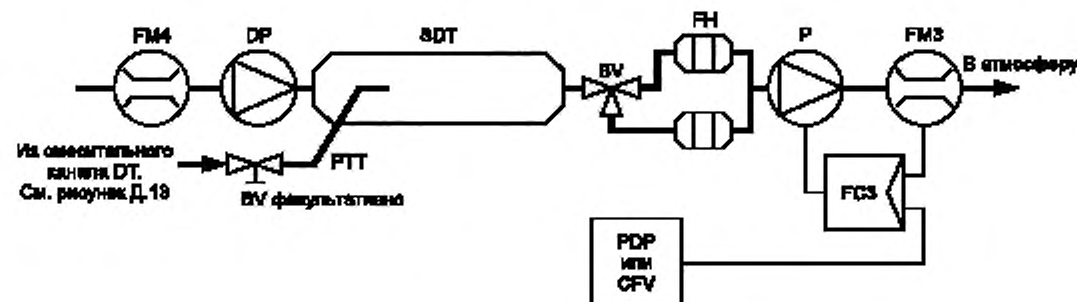 FM4
DP
SDT
FH
P
FM3
BV
В атмосферу
Из смесительного
канала DT.
См. рисунок Д.13
PTT
BV факультативно
FC3
PDP
или
CFV